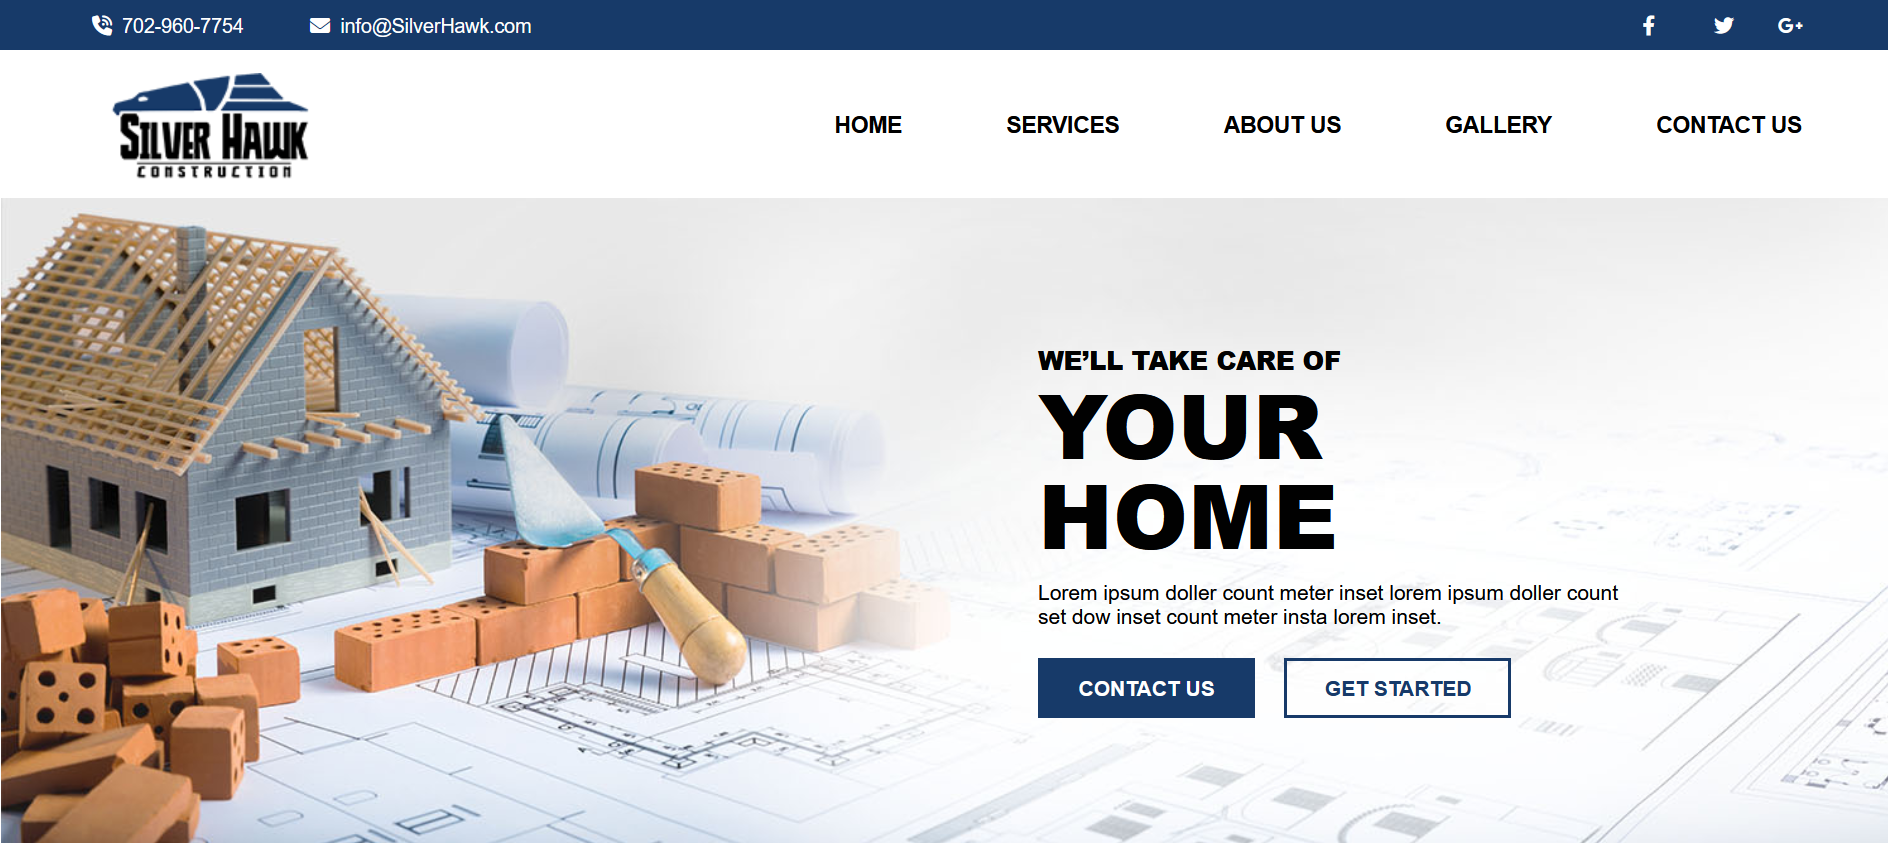 702-960-7754
info@SilverHawk.com
G+
SILVER HAWK
CONSTRUCTION
HOME
SERVICES
ABOUT US
GALLERY
CONTACT US
WE’LL TAKE CARE OF
YOUR
HOME
Lorem ipsum doller count meter inset lorem ipsum doller count
set dow inset count meter insta lorem inset.
CONTACT US
GET STARTED